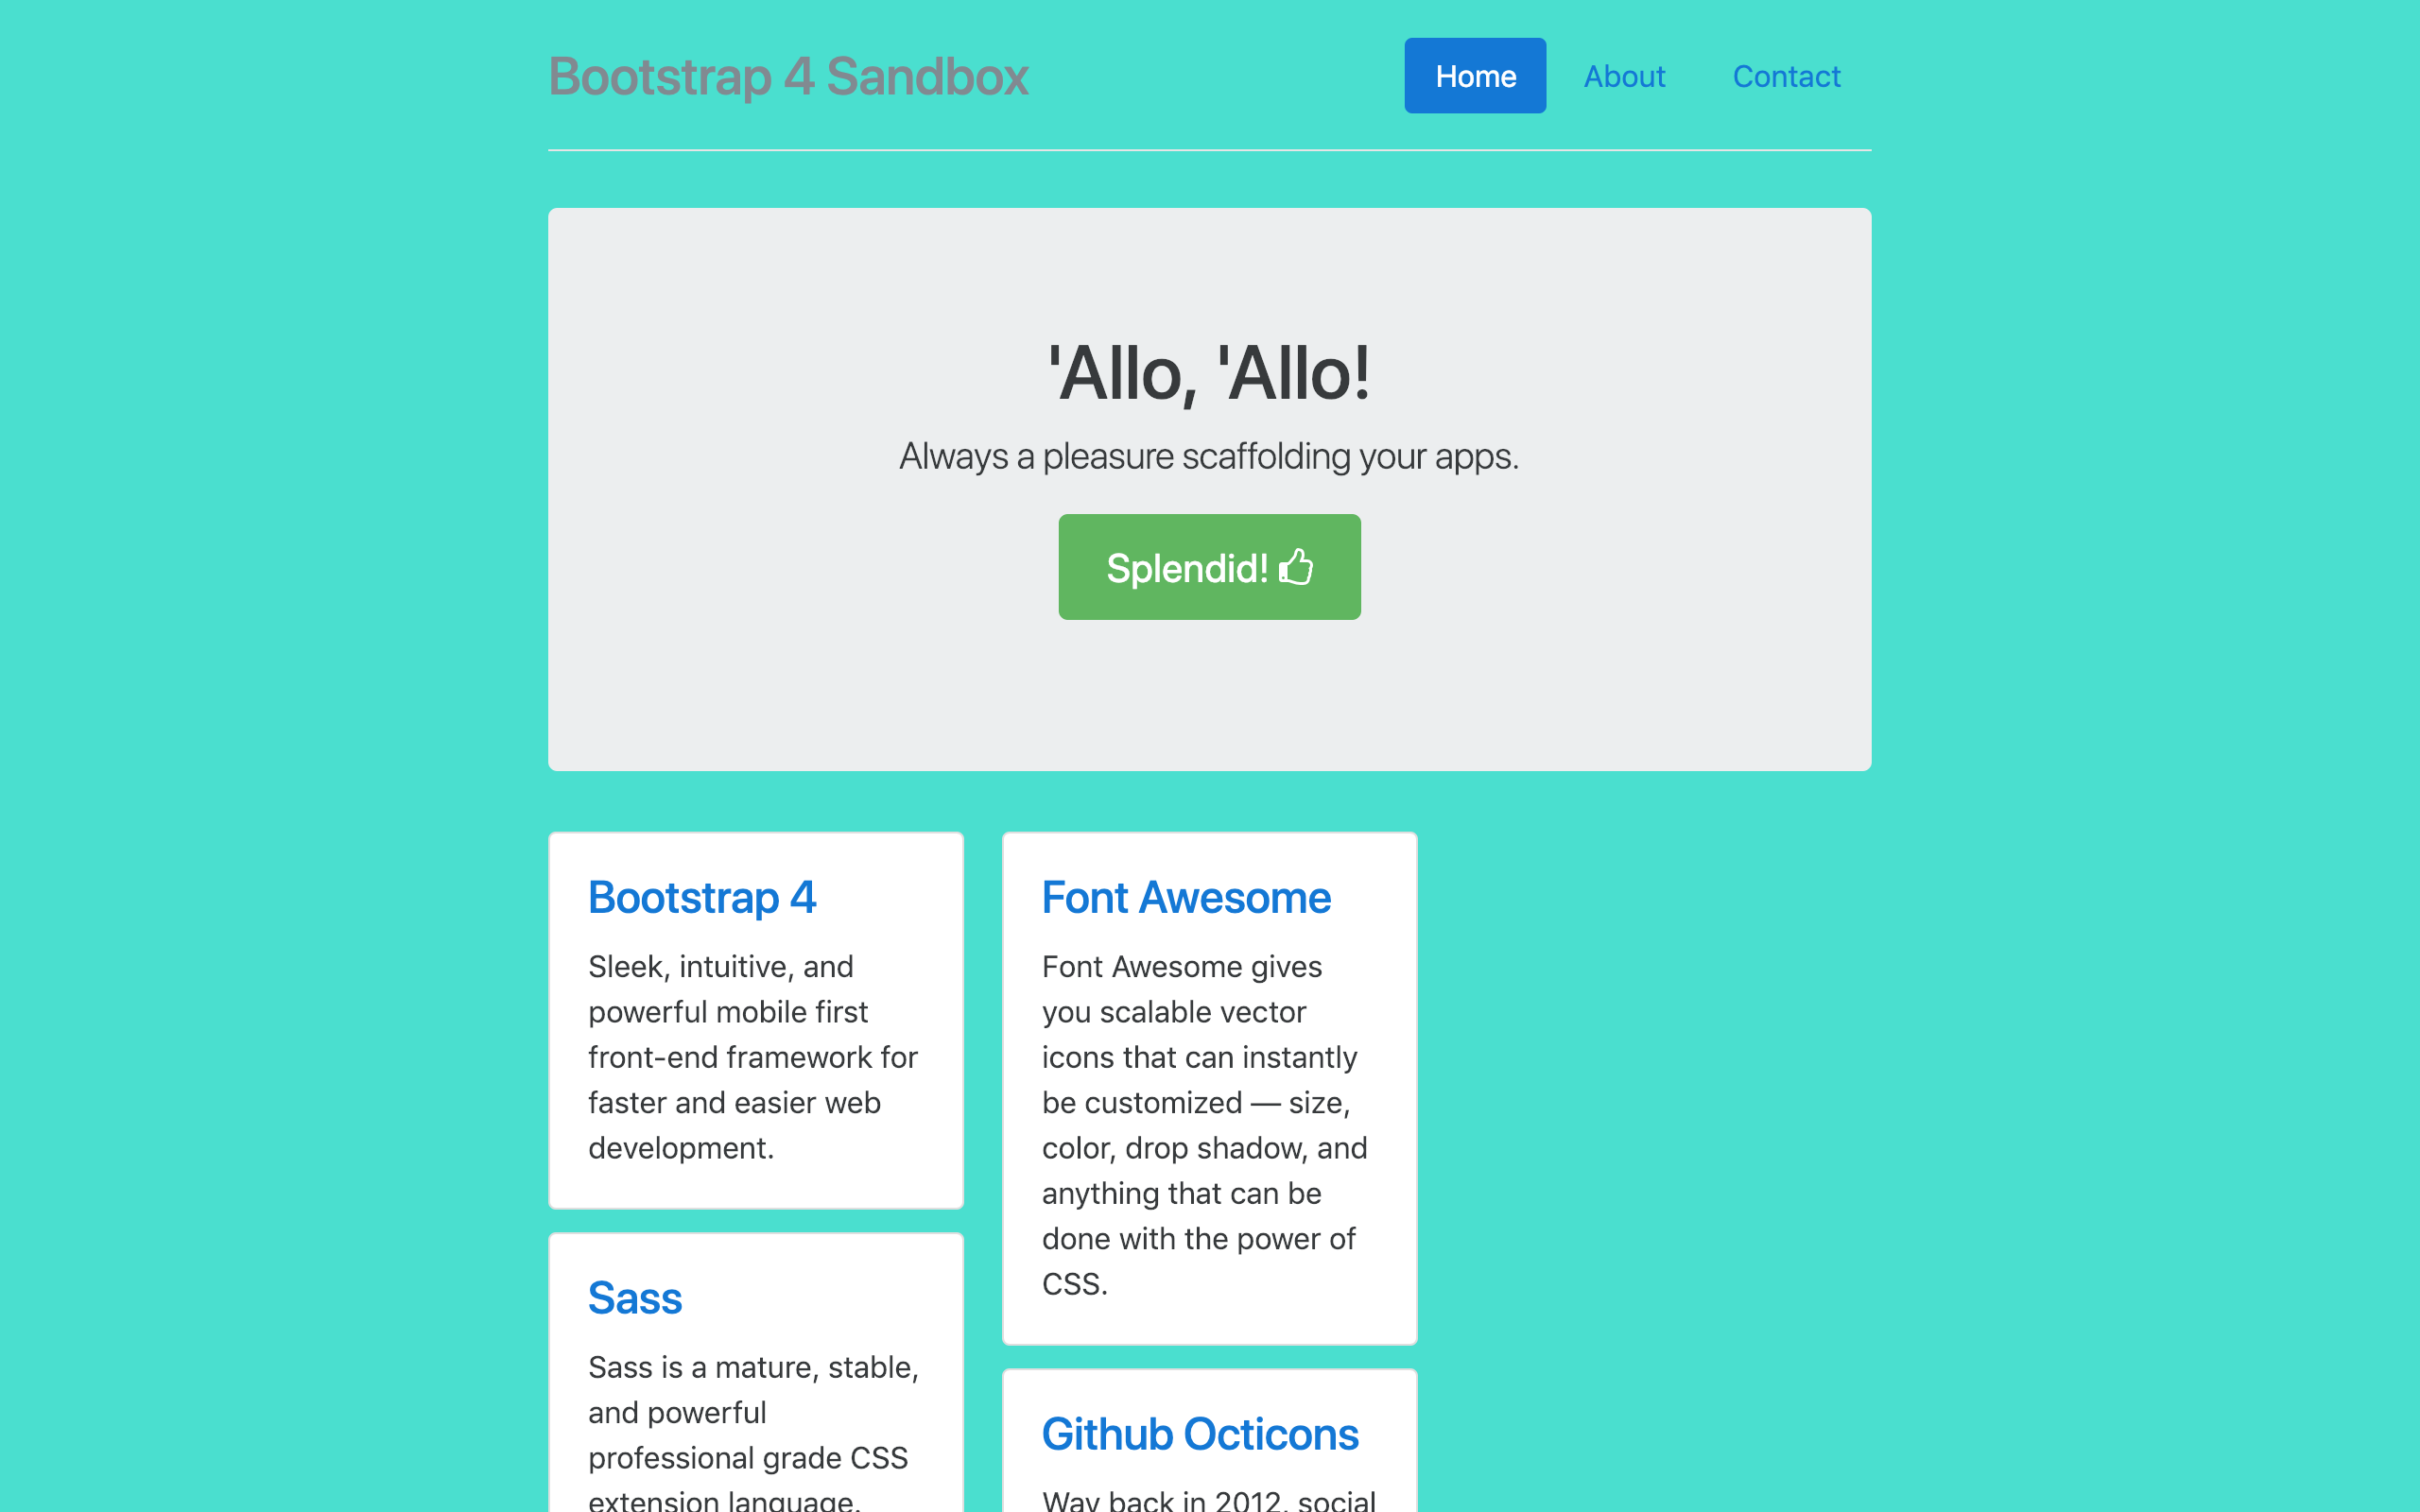 Bootstrap 4 Sandbox
Home
About
Contact
'Allo, 'Allo!
Always a pleasure scaffolding your apps.
Splendid!
Bootstrap 4
Sleek, intuitive, and
powerful mobile first
front-end framework for
faster and easier web
development.
Sass
Sass is a mature, stable,
and powerful
professional grade CSS
extension language.
Font Awesome
Font Awesome gives
you scalable vector
icons that can instantly
be customized — size,
color, drop shadow, and
anything that can be
done with the power of
CSS.
Github Octicons
Way back in 2012, social